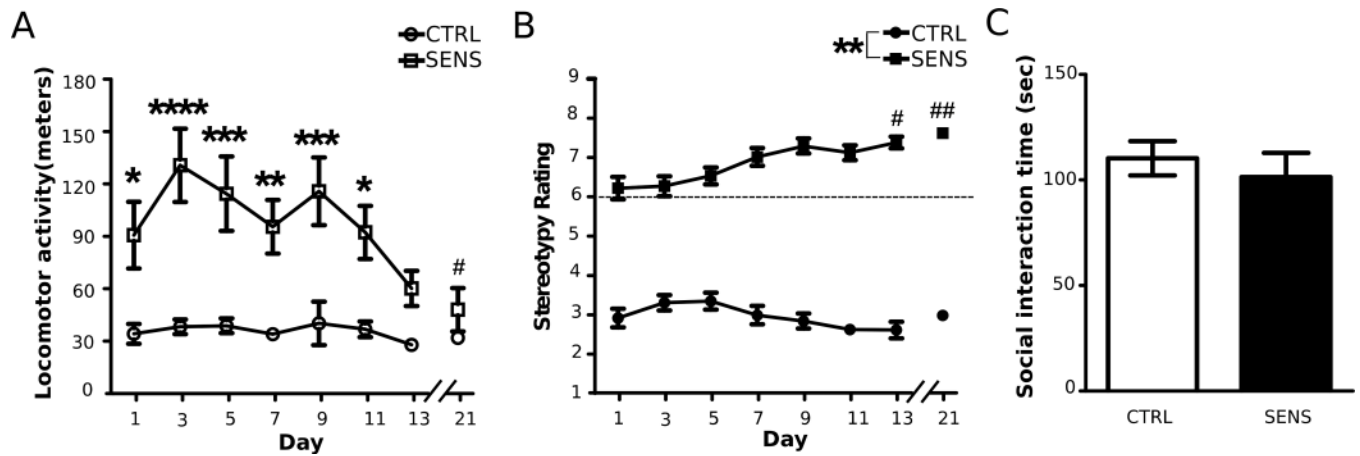 A
CTRL
SENS
Locomotor activity(meters)
180
150
120
90
60
30
0
*
****
***
**
***
*
#
1 3 5 7 9 11 13 21
Day
B
**
CTRL
SENS
Stereotypy Rating
9
8
7
6
5
4
3
2
1
#
##
1 3 5 7 9 11 13 21
Day
C
Social interaction time (sec)
150
100
50
0
CTRL SENS